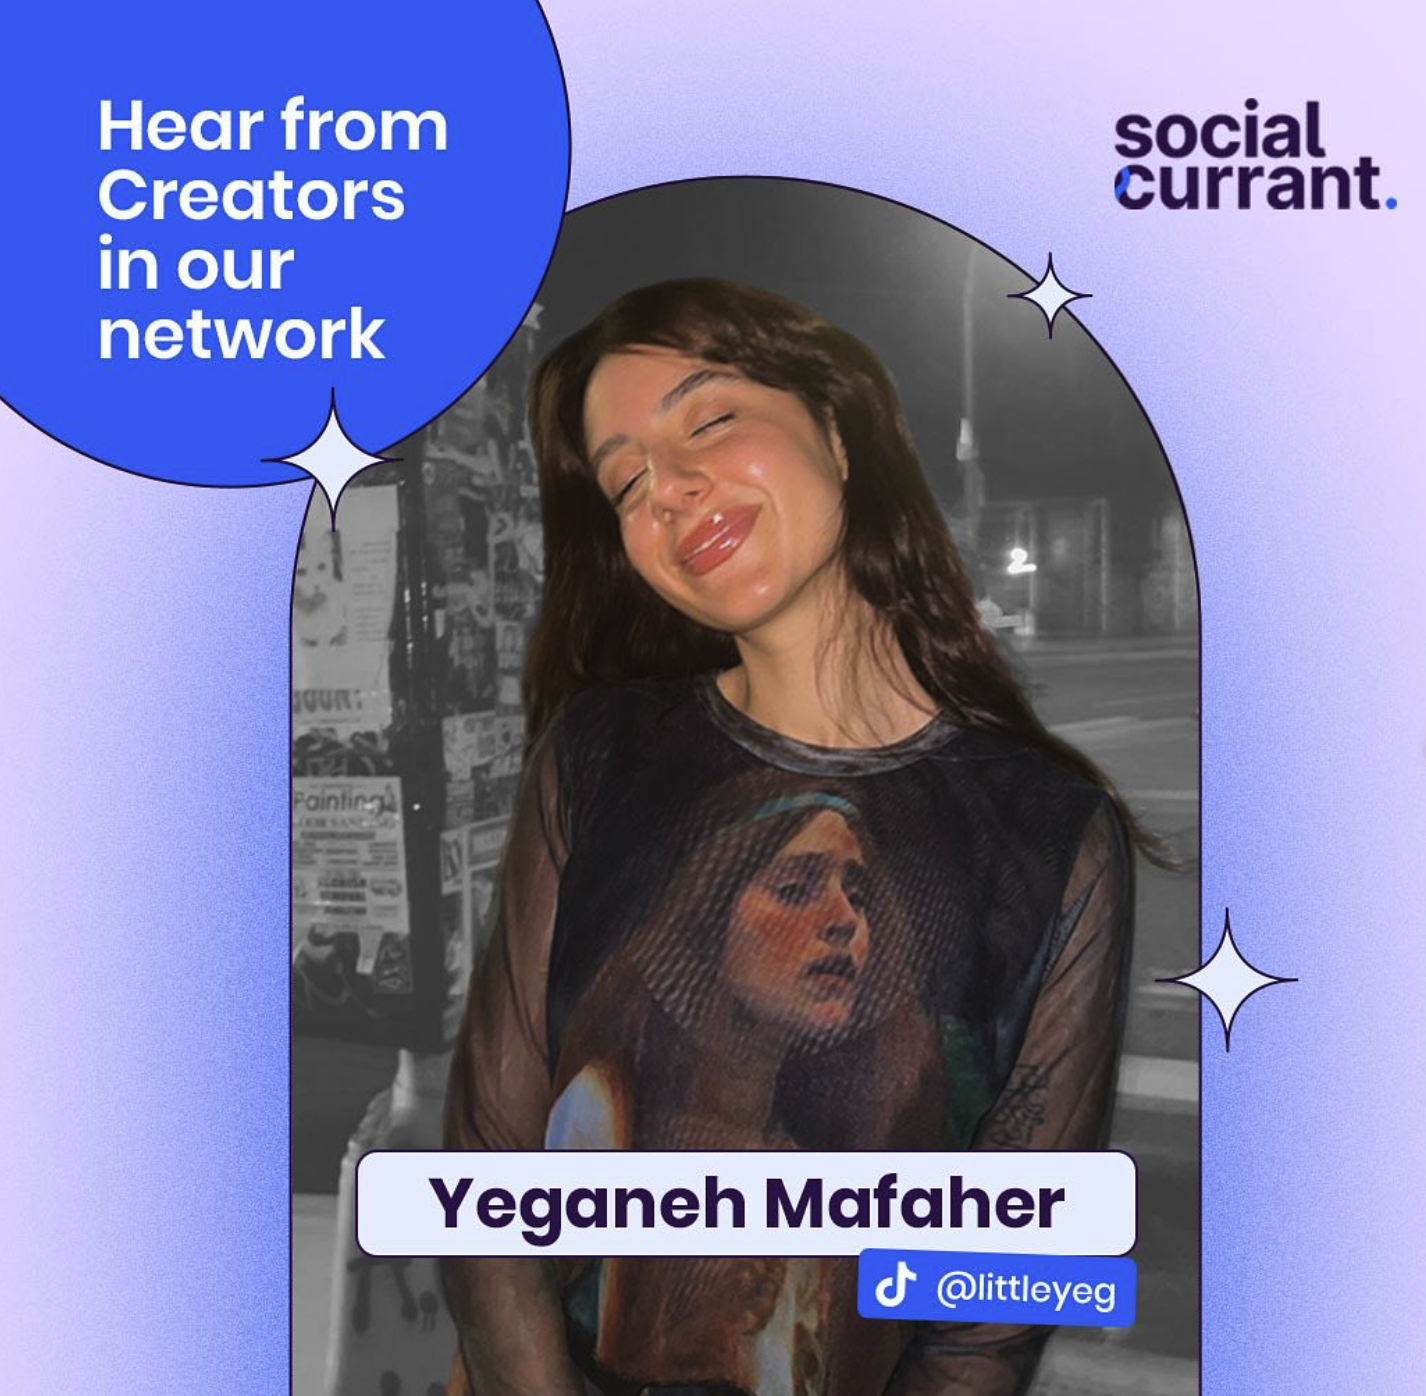 Hear from
Creators
in our
network
social
currant.
Painting
Yeganeh Mafaher
@littleyeg